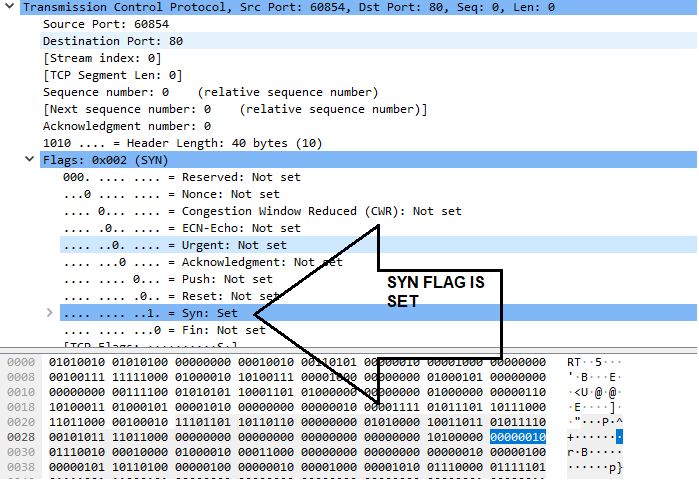 Transmission Control Protocol, Src Port: 60854, Dst Port: 80, Seq: 0, Len: 0
Source Port: 60854
Destination Port: 80
[Stream index: 0]
[TCP Segment Len: 0]
Sequence number: 0 (relative sequence number)
[Next sequence number: 0 (relative sequence number)]
Acknowledgment number: 0
1010 .... = Header Length: 40 bytes (10)
Flags: 0x002 (SYN)
000. .... .... = Reserved: Not set
...0 .... .... = Nonce: Not set
.... 0... .... = Congestion Window Reduced (CWR): Not set
.... .0.. .... = ECN-Echo: Not set
.... ..0. .... = Urgent: Not set
.... ...0 .... = Acknowledgment: Not set
.... .... 0... = Push: Not set
.... .... .0.. = Reset: Not set
SYN FLAG IS
SET
.... .... ..1. = Syn: Set
.... .... ...0 = Fin: Not set
0000 01010010 01010100 00000000 00010010 00110101 00000010 00001000 00000000 RT··5···
0008 00100111 11111000 01000010 10100111 00001000 00000000 01000101 00000000 '·B···E·
0010 00000000 00111100 01010101 10001101 01000000 00000000 01000000 00000110 ·<U·@·@·
0018 10100011 01000101 00001010 00000000 00000010 00001111 01011101 10111000 ·E····]·
0020 11011000 00100010 11101101 10110110 00000000 01010000 10011011 01011110 ·"···P·^
0028 00101011 11011000 00000000 00000000 00000000 00000000 10100000 00000010 +·······
0030 01110010 00010000 01000010 00011000 00000000 00000000 00000010 00000100 r·B·····
0038 00000101 10110100 00000100 00000010 00001000 00001010 01110000 01111101 ······p}